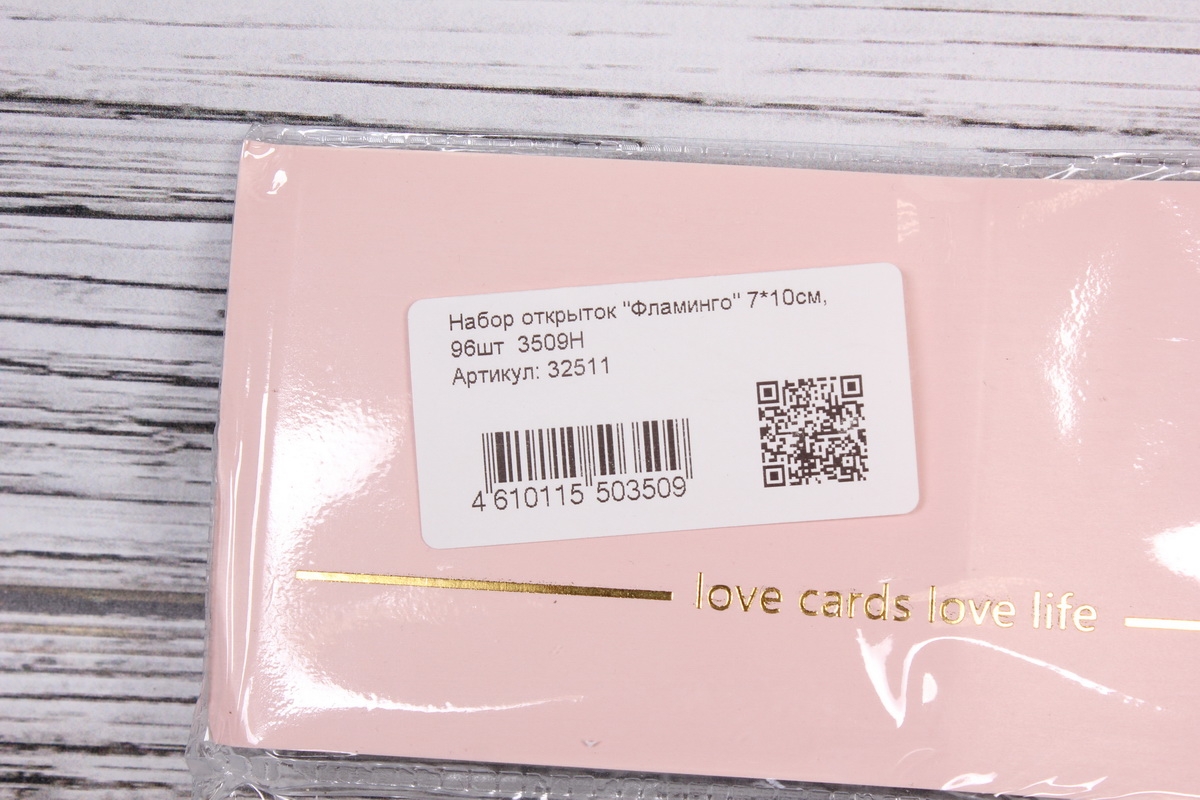 Набор открыток "Фламинго" 7*10см,
96шт 3509H
Артикул: 32511
4 610115 503509
love cards love life